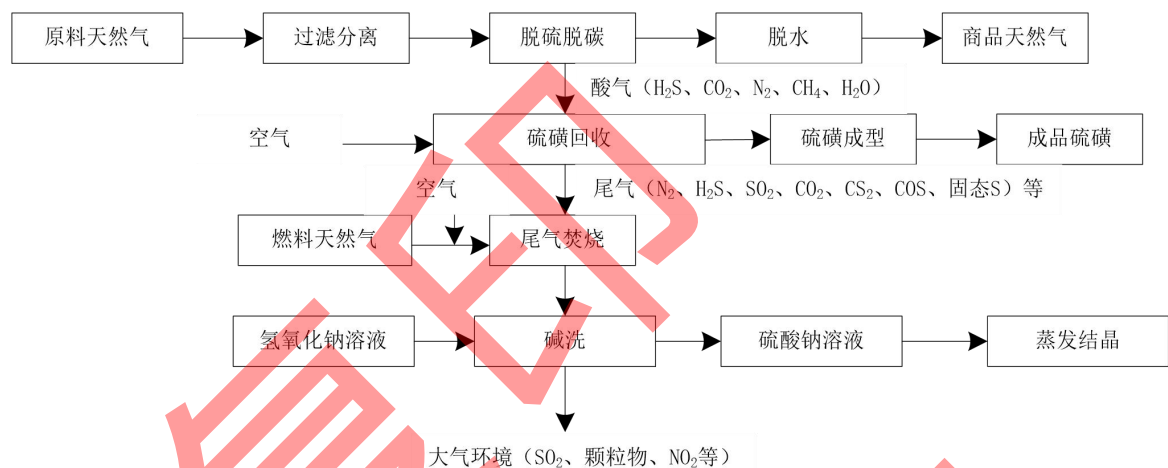 原料天然气 过滤分离 脱硫脱碳 脱水 商品天然气
酸气（H₂S、CO₂、N₂、CH₄、H₂O）
空气 硫磺回收 硫磺成型 成品硫磺
空气 尾气（N₂、H₂S、SO₂、CO₂、CS₂、COS、固态S）等
燃料天然气 尾气焚烧
氢氧化钠溶液 碱洗 硫酸钠溶液 蒸发结晶
大气环境（SO₂、颗粒物、NO₂等）